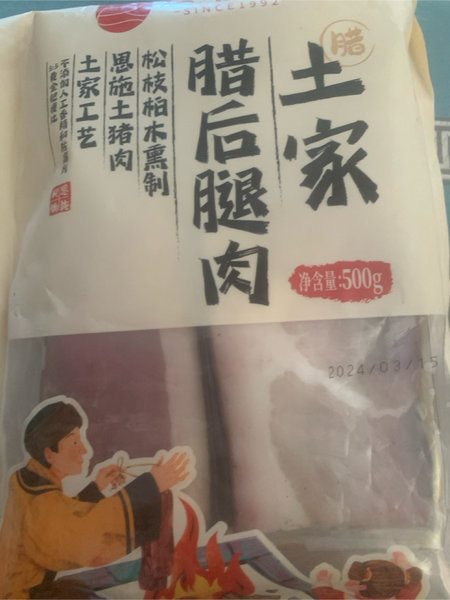 SINCE1992
腊
土家
腊后腿肉
松枝柏木熏制
恩施土猪肉
土家工艺
净含量:500g
2024/03/15